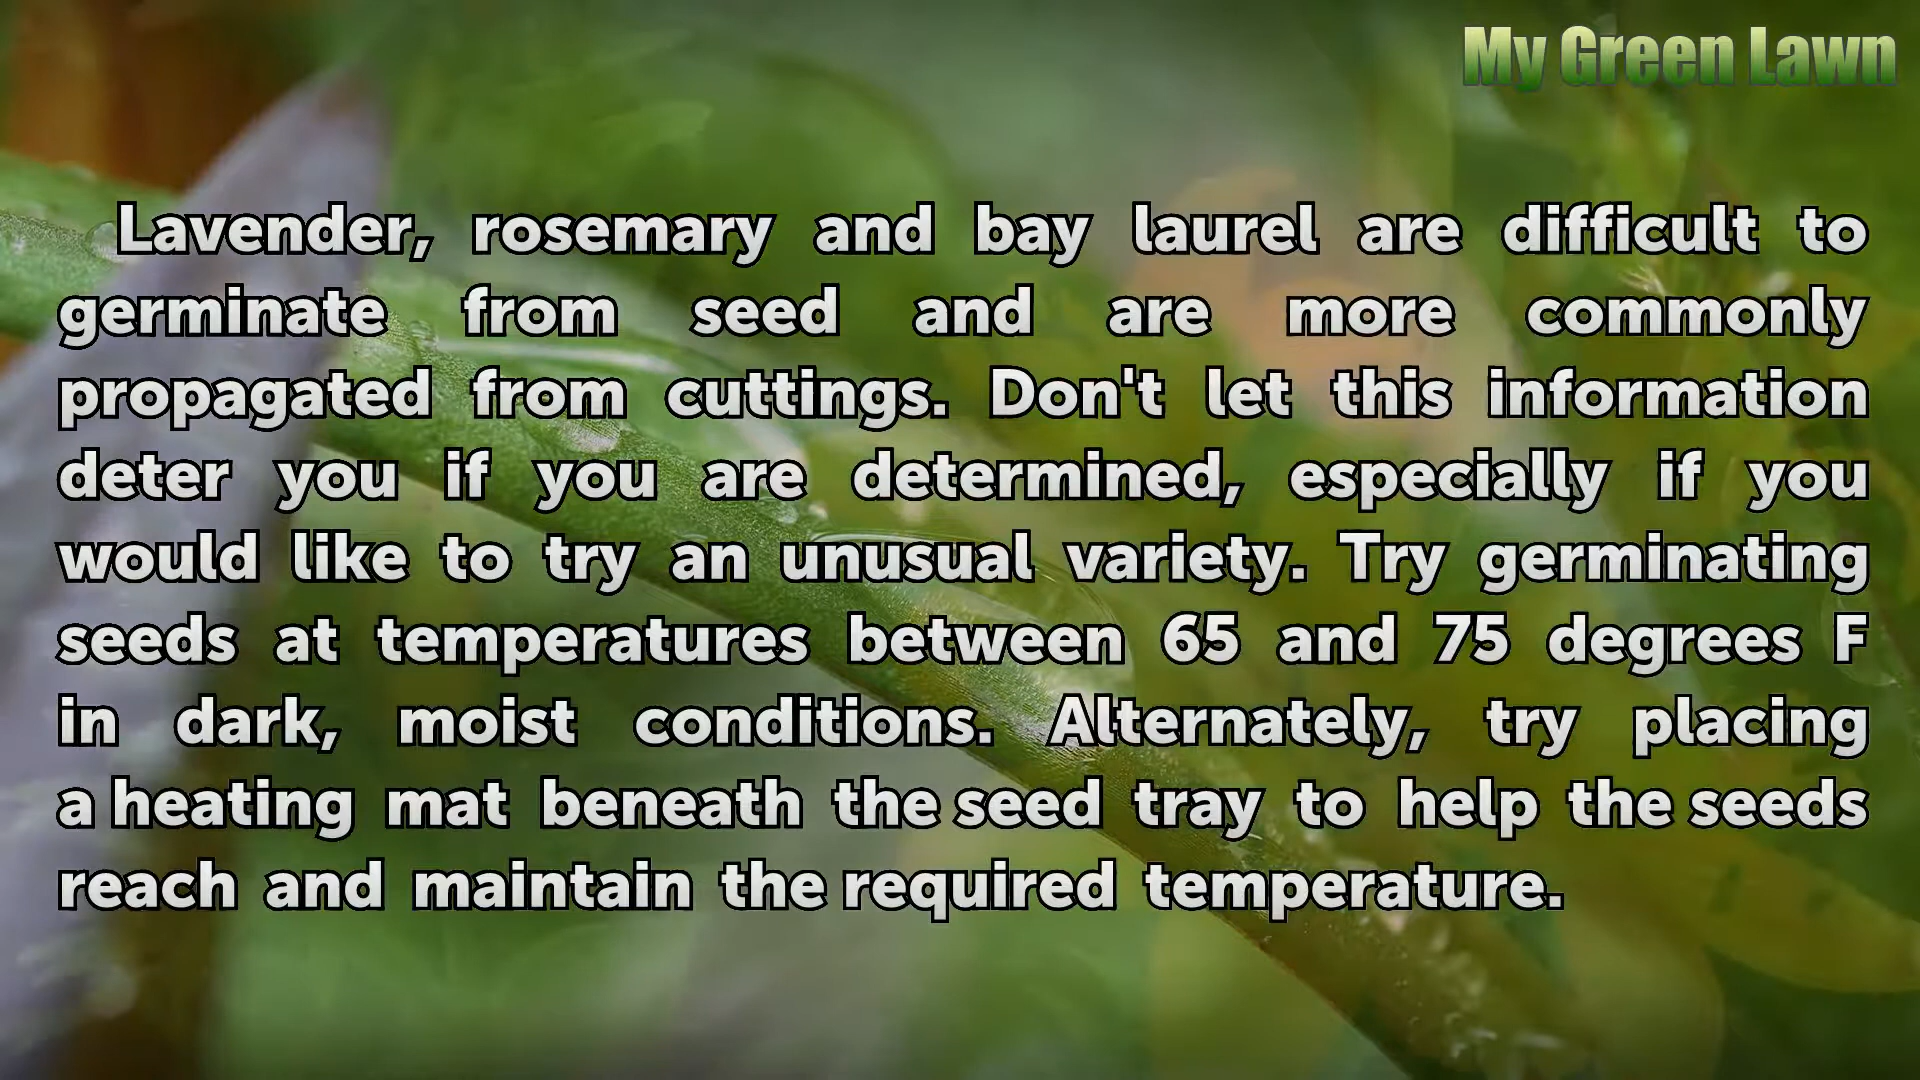 My Green Lawn
Lavender, rosemary and bay laurel are difficult to
germinate from seed and are more commonly
propagated from cuttings. Don't let this information
deter you if you are determined, especially if you
would like to try an unusual variety. Try germinating
seeds at temperatures between 65 and 75 degrees F
in dark, moist conditions. Alternately, try placing
a heating mat beneath the seed tray to help the seeds
reach and maintain the required temperature.